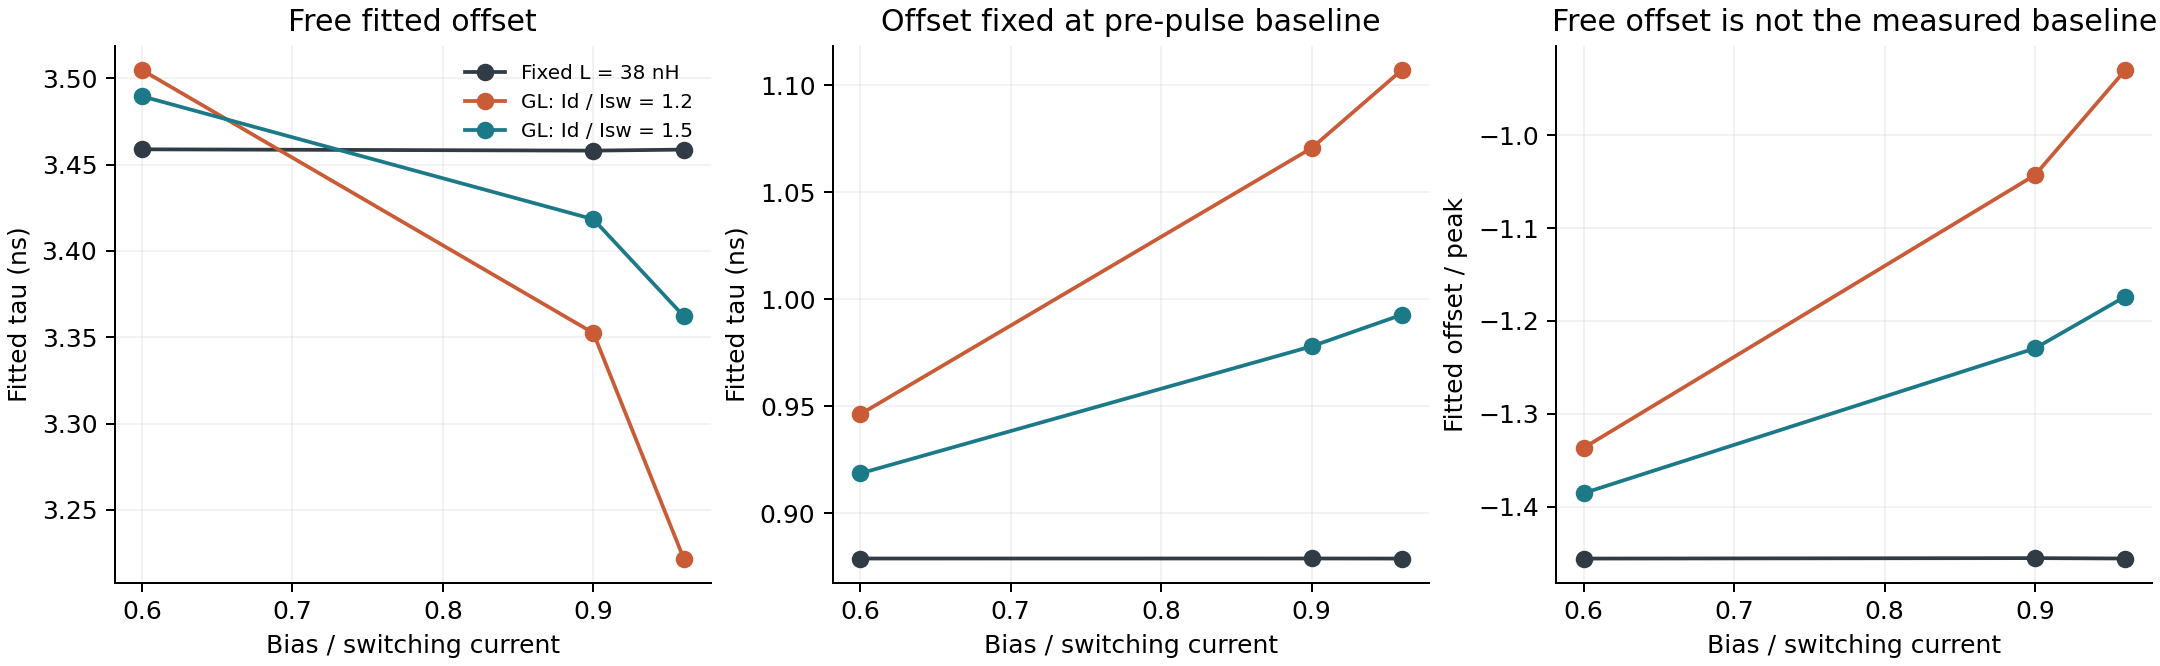 Free fitted offset
Fitted tau (ns)
3.50
3.45
3.40
3.35
3.30
3.25
Fixed L = 38 nH
GL: Id / Isw = 1.2
GL: Id / Isw = 1.5
0.6
0.7
0.8
0.9
Bias / switching current
Offset fixed at pre-pulse baseline
Fitted tau (ns)
1.10
1.05
1.00
0.95
0.90
0.6
0.7
0.8
0.9
Bias / switching current
Free offset is not the measured baseline
Fitted offset / peak
−1.0
−1.1
−1.2
−1.3
−1.4
0.6
0.7
0.8
0.9
Bias / switching current